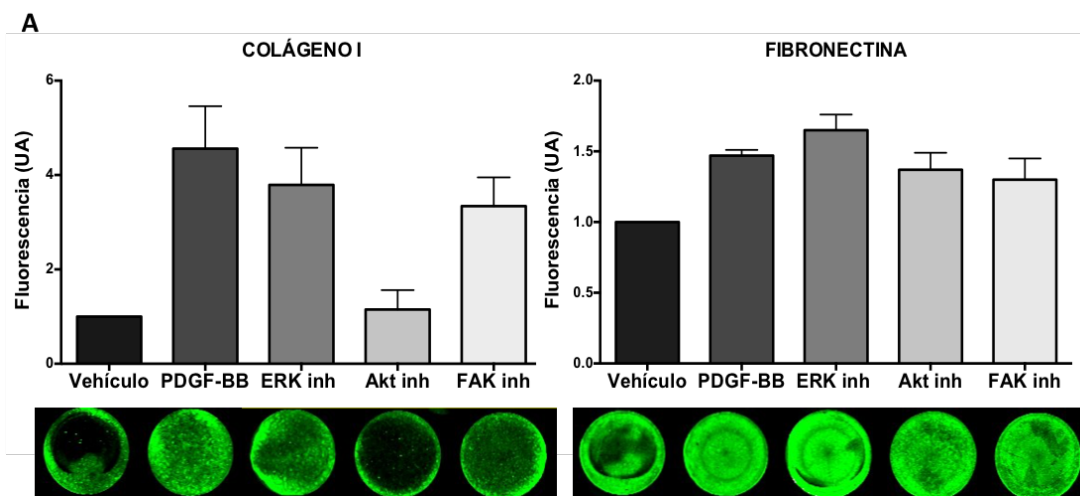 A
COLÁGENO I
Fluorescencia (UA)
6
4
2
0
Vehículo PDGF-BB ERK inh Akt inh FAK inh
FIBRONECTINA
Fluorescencia (UA)
2.0
1.5
1.0
0.5
0.0
Vehículo PDGF-BB ERK inh Akt inh FAK inh